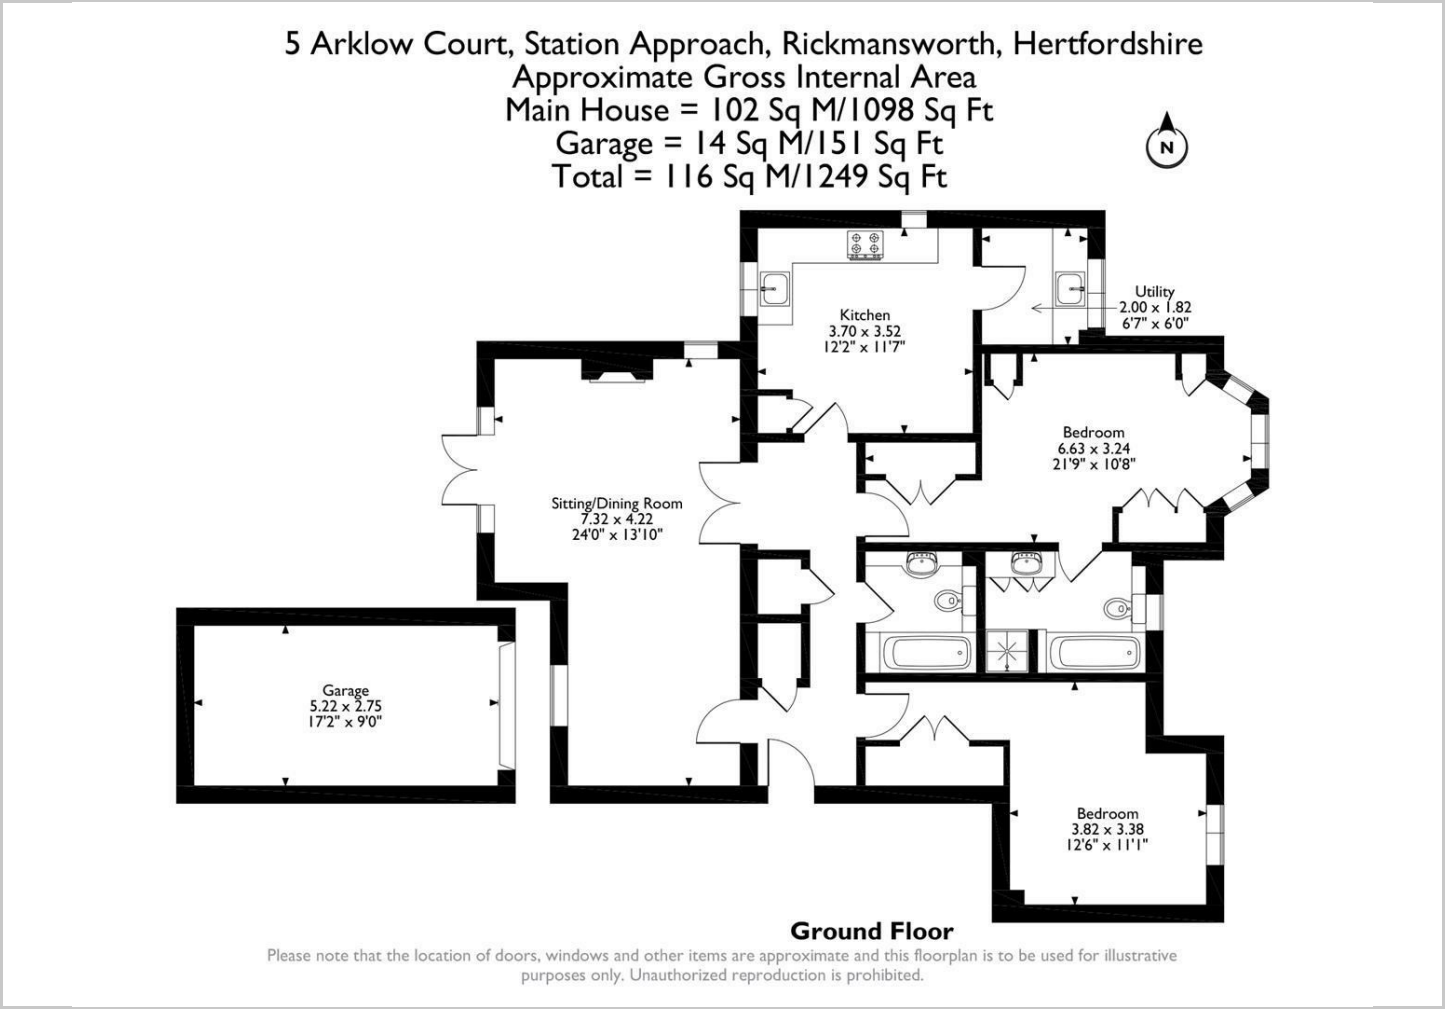 5 Arklow Court, Station Approach, Rickmansworth, Hertfordshire
Approximate Gross Internal Area
Main House = 102 Sq M/1098 Sq Ft
Garage = 14 Sq M/151 Sq Ft
Total = 116 Sq M/1249 Sq Ft
N
Utility
2.00 x 1.82
6'7" x 6'0"
Kitchen
3.70 x 3.52
12'2" x 11'7"
Bedroom
6.63 x 3.24
21'9" x 10'8"
Sitting/Dining Room
7.32 x 4.22
24'0" x 13'10"
Garage
5.22 x 2.75
17'2" x 9'0"
Bedroom
3.82 x 3.38
12'6" x 11'1"
Ground Floor
Please note that the location of doors, windows and other items are approximate and this floorplan is to be used for illustrative
purposes only. Unauthorized reproduction is prohibited.